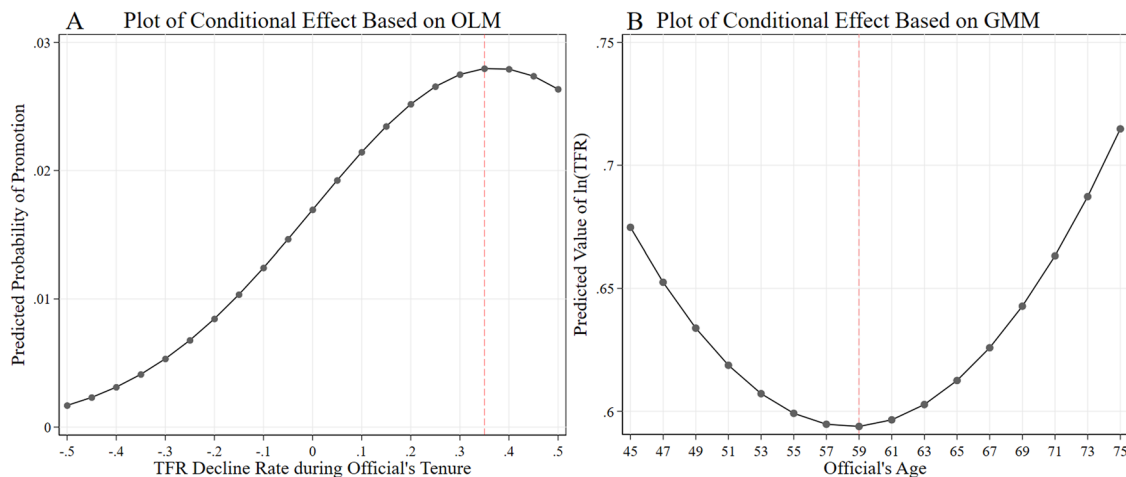 A Plot of Conditional Effect Based on OLM
Predicted Probability of Promotion
.03
.02
.01
0
-.5 -.4 -.3 -.2 -.1 0 .1 .2 .3 .4 .5
TFR Decline Rate during Official's Tenure
B Plot of Conditional Effect Based on GMM
Predicted Value of ln(TFR)
.75
.7
.65
.6
45 47 49 51 53 55 57 59 61 63 65 67 69 71 73 75
Official's Age